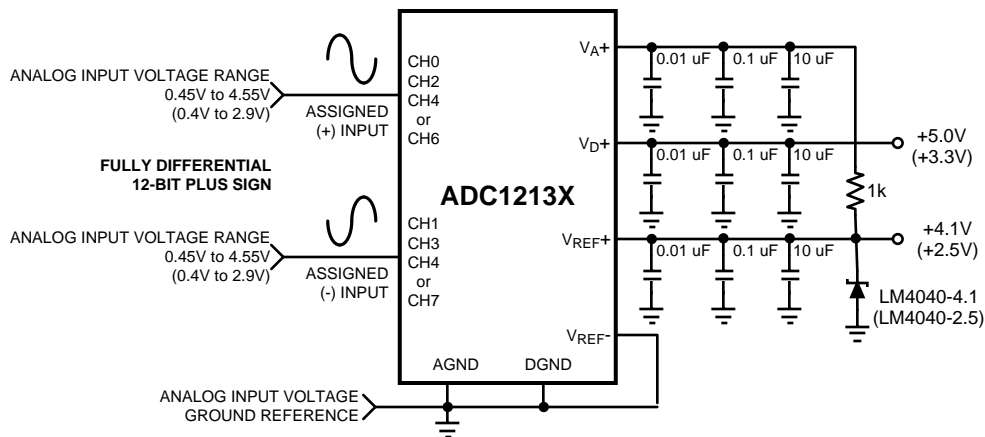 ANALOG INPUT VOLTAGE RANGE
0.45V to 4.55V
(0.4V to 2.9V)
ASSIGNED
(+) INPUT
FULLY DIFFERENTIAL
12-BIT PLUS SIGN
ANALOG INPUT VOLTAGE RANGE
0.45V to 4.55V
(0.4V to 2.9V)
ASSIGNED
(-) INPUT
CH0
CH2
CH4
or
CH6
CH1
CH3
CH4
or
CH7
ADC1213X
VA+
VD+
VREF+
VREF-
AGND
DGND
0.01 uF
0.1 uF
10 uF
0.01 uF
0.1 uF
10 uF
0.01 uF
0.1 uF
10 uF
+5.0V
(+3.3V)
1k
+4.1V
(+2.5V)
LM4040-4.1
(LM4040-2.5)
ANALOG INPUT VOLTAGE
GROUND REFERENCE